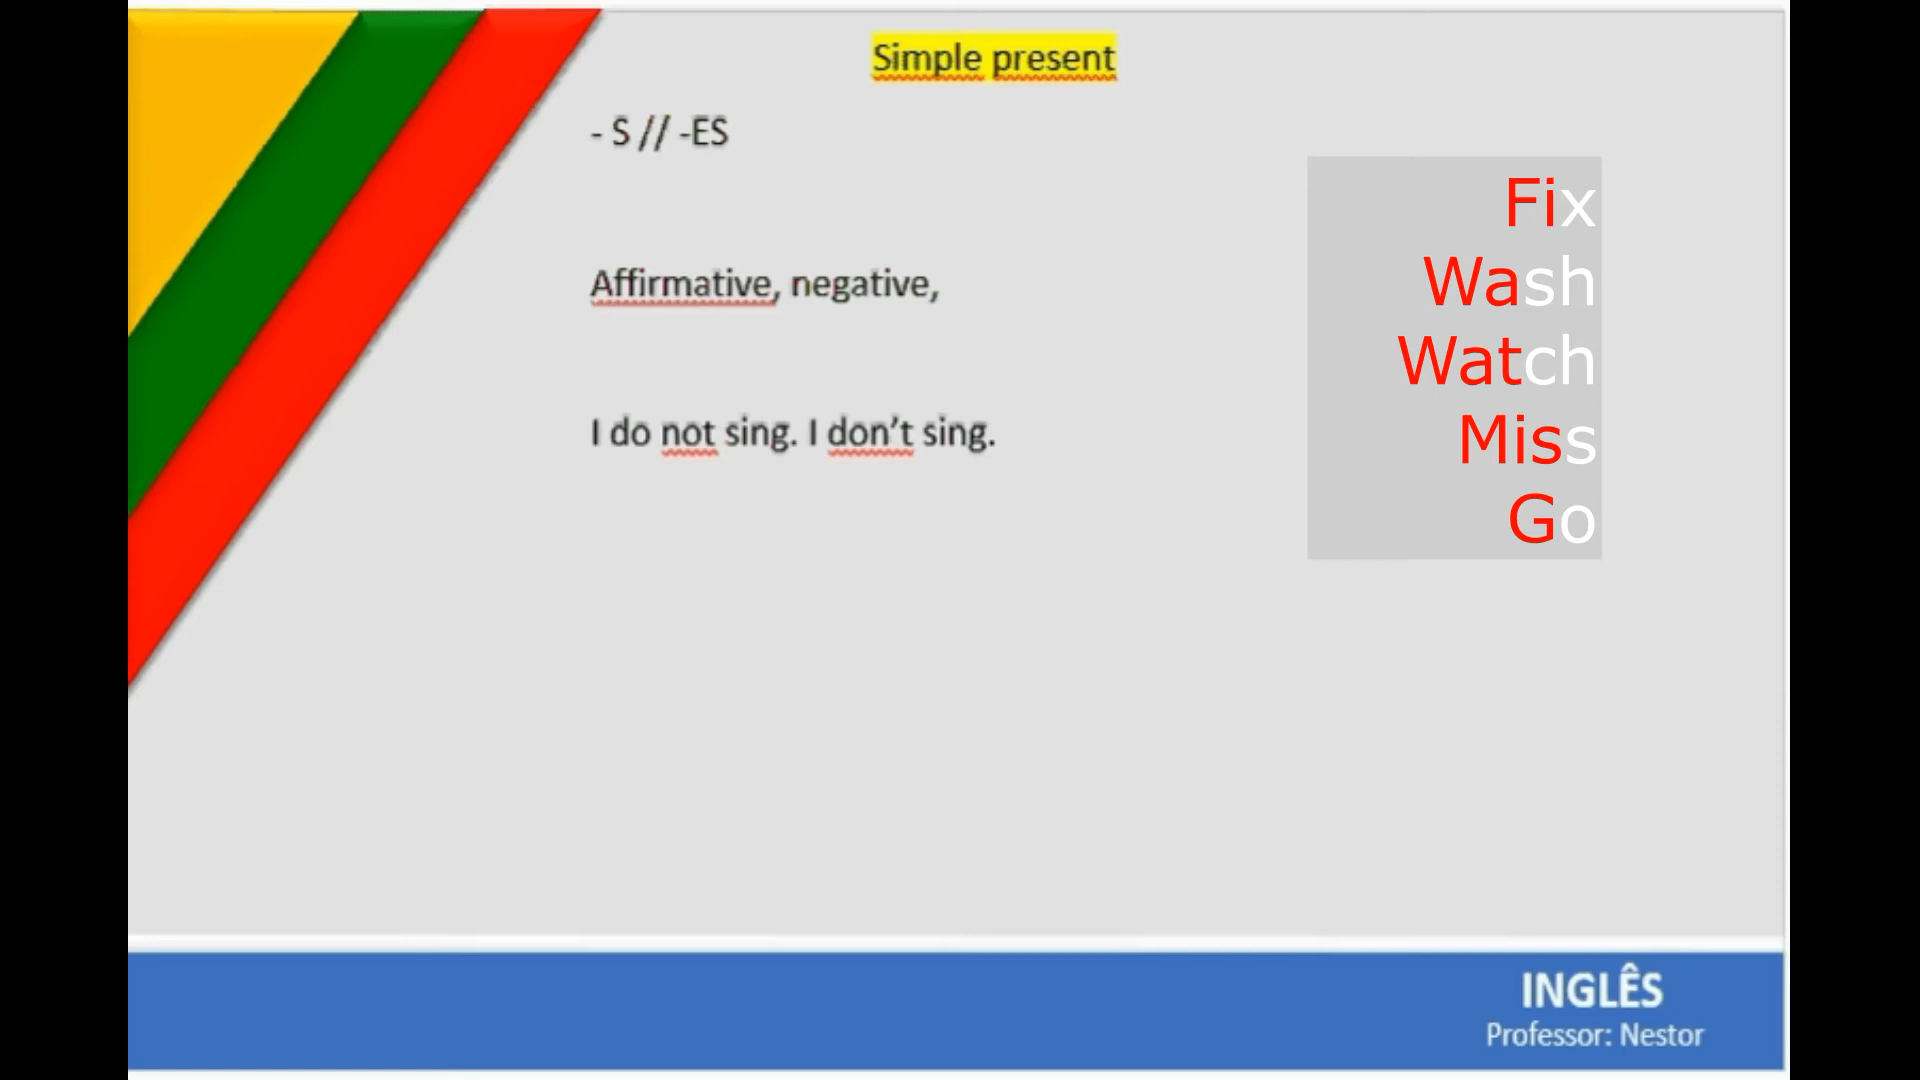 Simple present
- S // -ES
Affirmative, negative,
I do not sing. I don’t sing.
Fix
Wash
Watch
Miss
Go
INGLÊS
Professor: Nestor